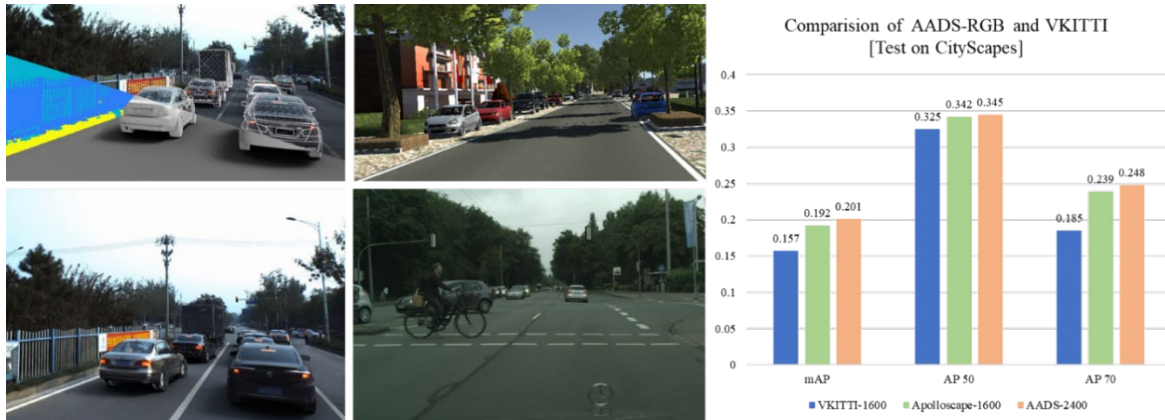 Comparision of AADS-RGB and VKITTI
[Test on CityScapes]
0.4
0.35
0.3
0.25
0.2
0.15
0.1
0.05
0
0.157
0.192
0.201
0.325
0.342
0.345
0.185
0.239
0.248
mAP
AP 50
AP 70
VKITTI-1600
Apolloscape-1600
AADS-2400